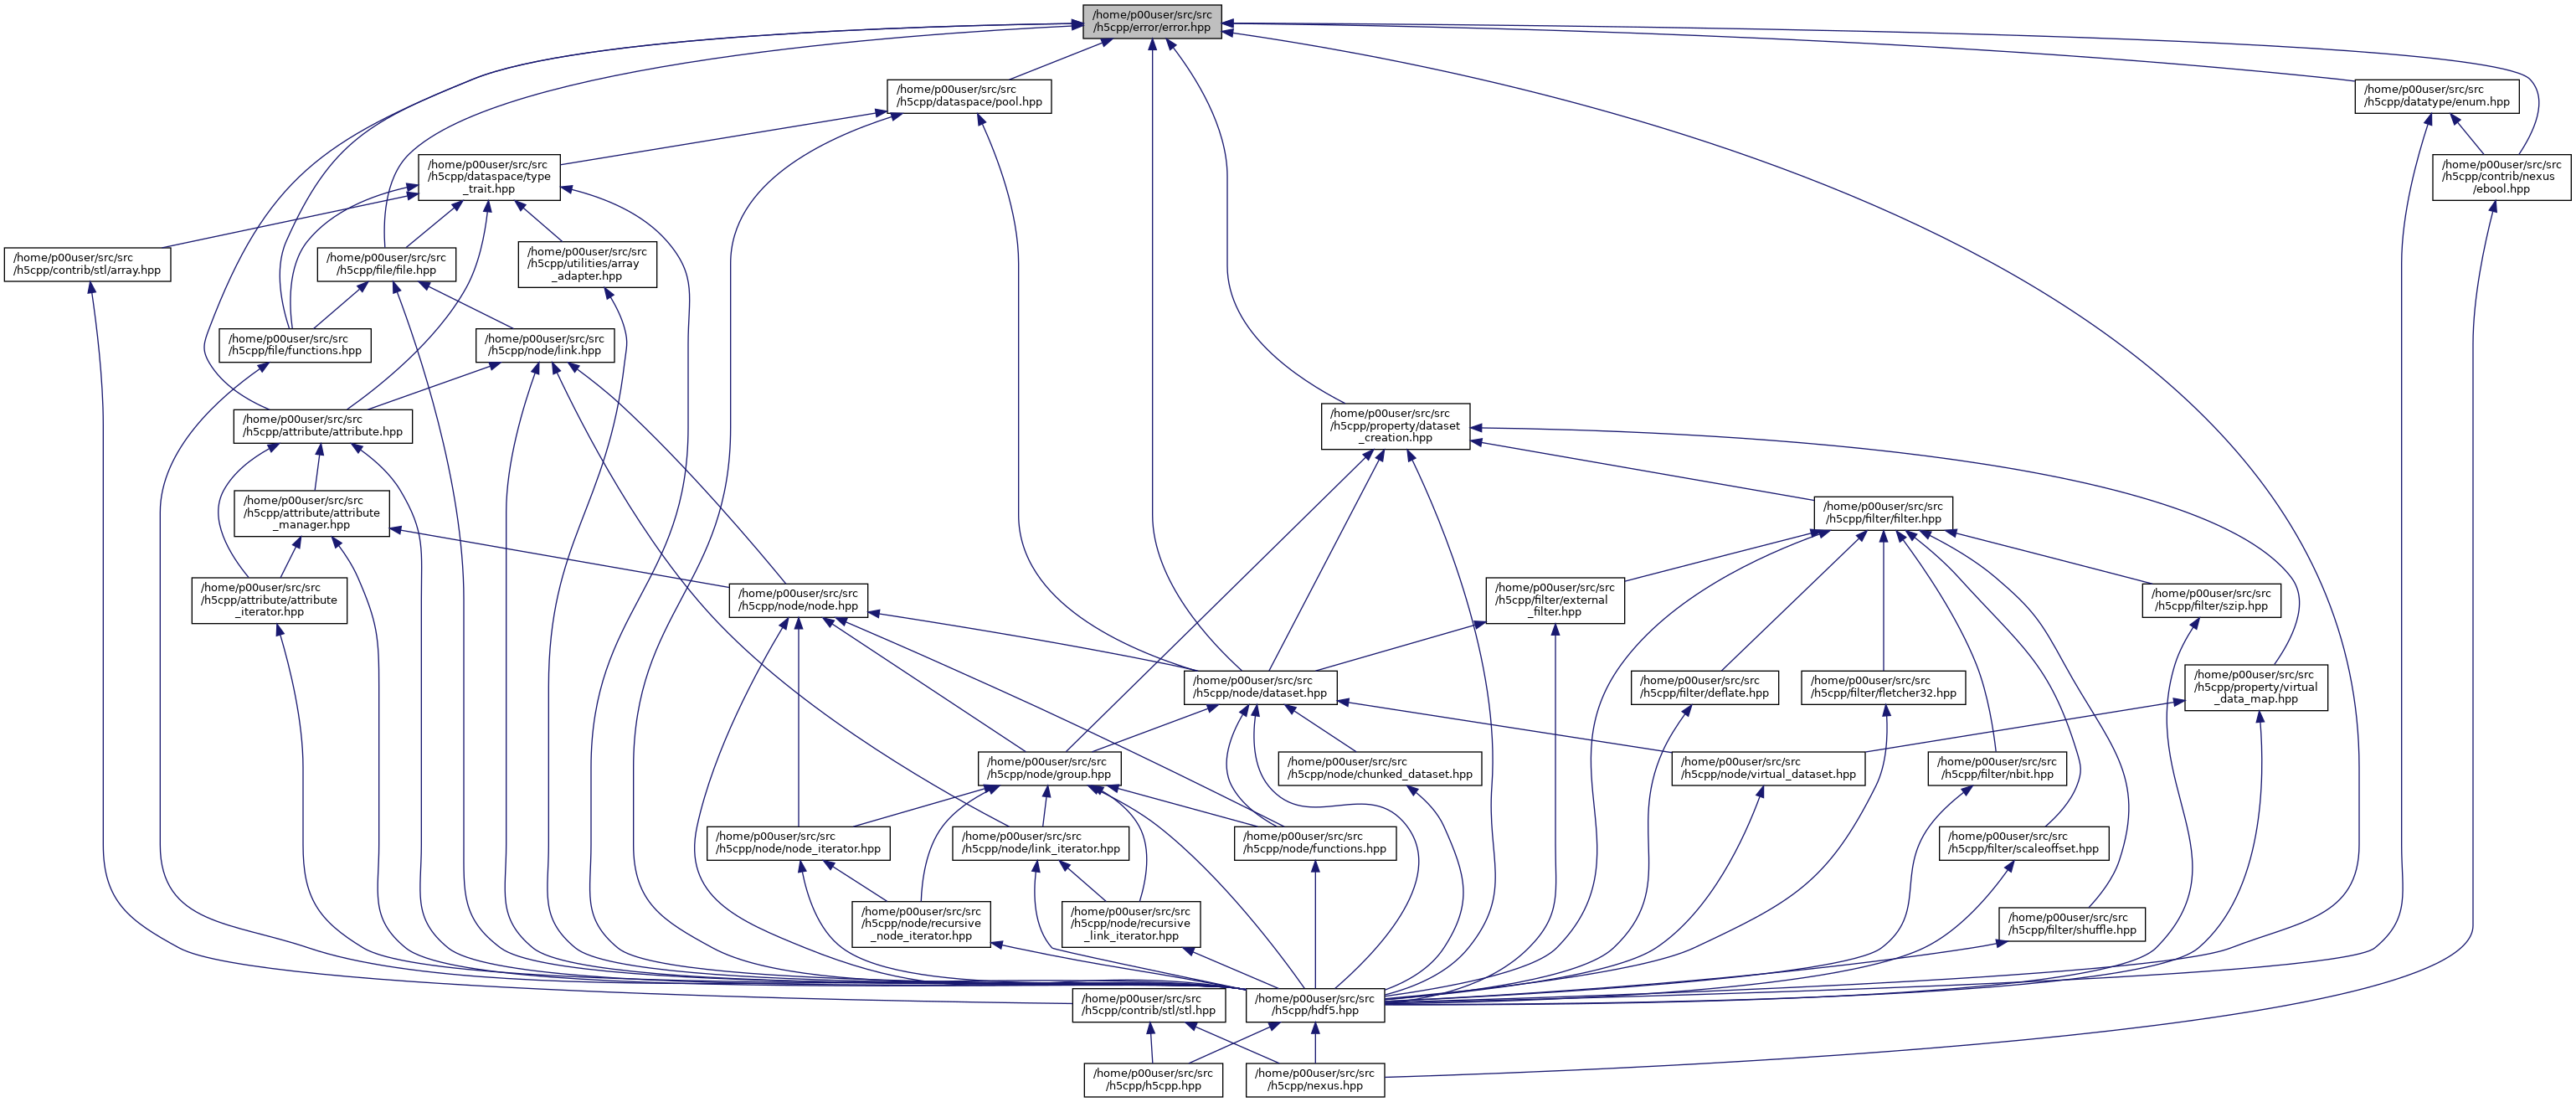 /home/p00user/src/src
/h5cpp/error/error.hpp
/home/p00user/src/src
/h5cpp/dataspace/pool.hpp
/home/p00user/src/src
/h5cpp/datatype/enum.hpp
/home/p00user/src/src
/h5cpp/dataspace/type
_trait.hpp
/home/p00user/src/src
/h5cpp/contrib/nexus
/ebool.hpp
/home/p00user/src/src
/h5cpp/contrib/stl/array.hpp
/home/p00user/src/src
/h5cpp/file/file.hpp
/home/p00user/src/src
/h5cpp/utilities/array
_adapter.hpp
/home/p00user/src/src
/h5cpp/file/functions.hpp
/home/p00user/src/src
/h5cpp/node/link.hpp
/home/p00user/src/src
/h5cpp/attribute/attribute.hpp
/home/p00user/src/src
/h5cpp/property/dataset
_creation.hpp
/home/p00user/src/src
/h5cpp/attribute/attribute
_manager.hpp
/home/p00user/src/src
/h5cpp/filter/filter.hpp
/home/p00user/src/src
/h5cpp/attribute/attribute
_iterator.hpp
/home/p00user/src/src
/h5cpp/node/node.hpp
/home/p00user/src/src
/h5cpp/filter/external
_filter.hpp
/home/p00user/src/src
/h5cpp/filter/szip.hpp
/home/p00user/src/src
/h5cpp/node/dataset.hpp
/home/p00user/src/src
/h5cpp/filter/deflate.hpp
/home/p00user/src/src
/h5cpp/filter/fletcher32.hpp
/home/p00user/src/src
/h5cpp/property/virtual
_data_map.hpp
/home/p00user/src/src
/h5cpp/node/group.hpp
/home/p00user/src/src
/h5cpp/node/chunked_dataset.hpp
/home/p00user/src/src
/h5cpp/node/virtual_dataset.hpp
/home/p00user/src/src
/h5cpp/filter/nbit.hpp
/home/p00user/src/src
/h5cpp/node/node_iterator.hpp
/home/p00user/src/src
/h5cpp/node/link_iterator.hpp
/home/p00user/src/src
/h5cpp/node/functions.hpp
/home/p00user/src/src
/h5cpp/filter/scaleoffset.hpp
/home/p00user/src/src
/h5cpp/node/recursive
_node_iterator.hpp
/home/p00user/src/src
/h5cpp/node/recursive
_link_iterator.hpp
/home/p00user/src/src
/h5cpp/filter/shuffle.hpp
/home/p00user/src/src
/h5cpp/contrib/stl/stl.hpp
/home/p00user/src/src
/h5cpp/hdf5.hpp
/home/p00user/src/src
/h5cpp/h5cpp.hpp
/home/p00user/src/src
/h5cpp/nexus.hpp